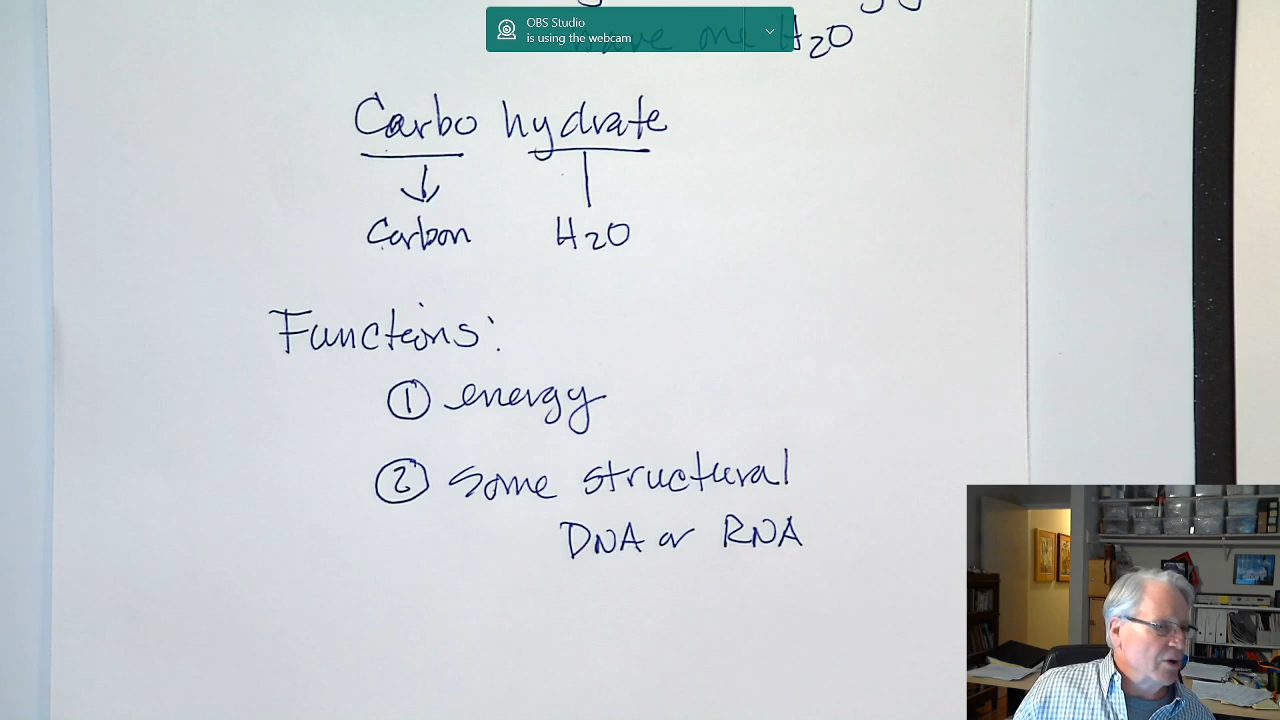 OBS Studio
is using the webcam
H2O
Carbo hydrate
Carbon H2O
Functions:
① energy
② some structural
DNA or RNA